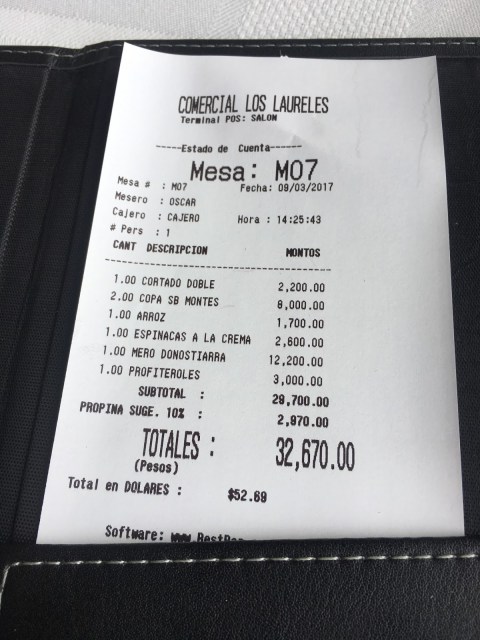 COMERCIAL LOS LAURELES
Terminal POS: SALON
-----Estado de Cuenta------
Mesa: M07
Mesa # : M07 Fecha: 09/03/2017
Mesero : OSCAR
Cajero : CAJERO Hora : 14:25:43
# Pers : 1
CANT DESCRIPCION MONTOS
1.00 CORTADO DOBLE 2,200.00
2.00 COPA SB MONTES 8,000.00
1.00 ARROZ 1,700.00
1.00 ESPINACAS A LA CREMA 2,600.00
1.00 MERO DONOSTIARRA 12,200.00
1.00 PROFITEROLES 3,000.00
SUBTOTAL : 29,700.00
PROPINA SUGE. 10% : 2,970.00
TOTALES : 32,670.00
(Pesos)
Total en DOLARES : $52.69
Software: